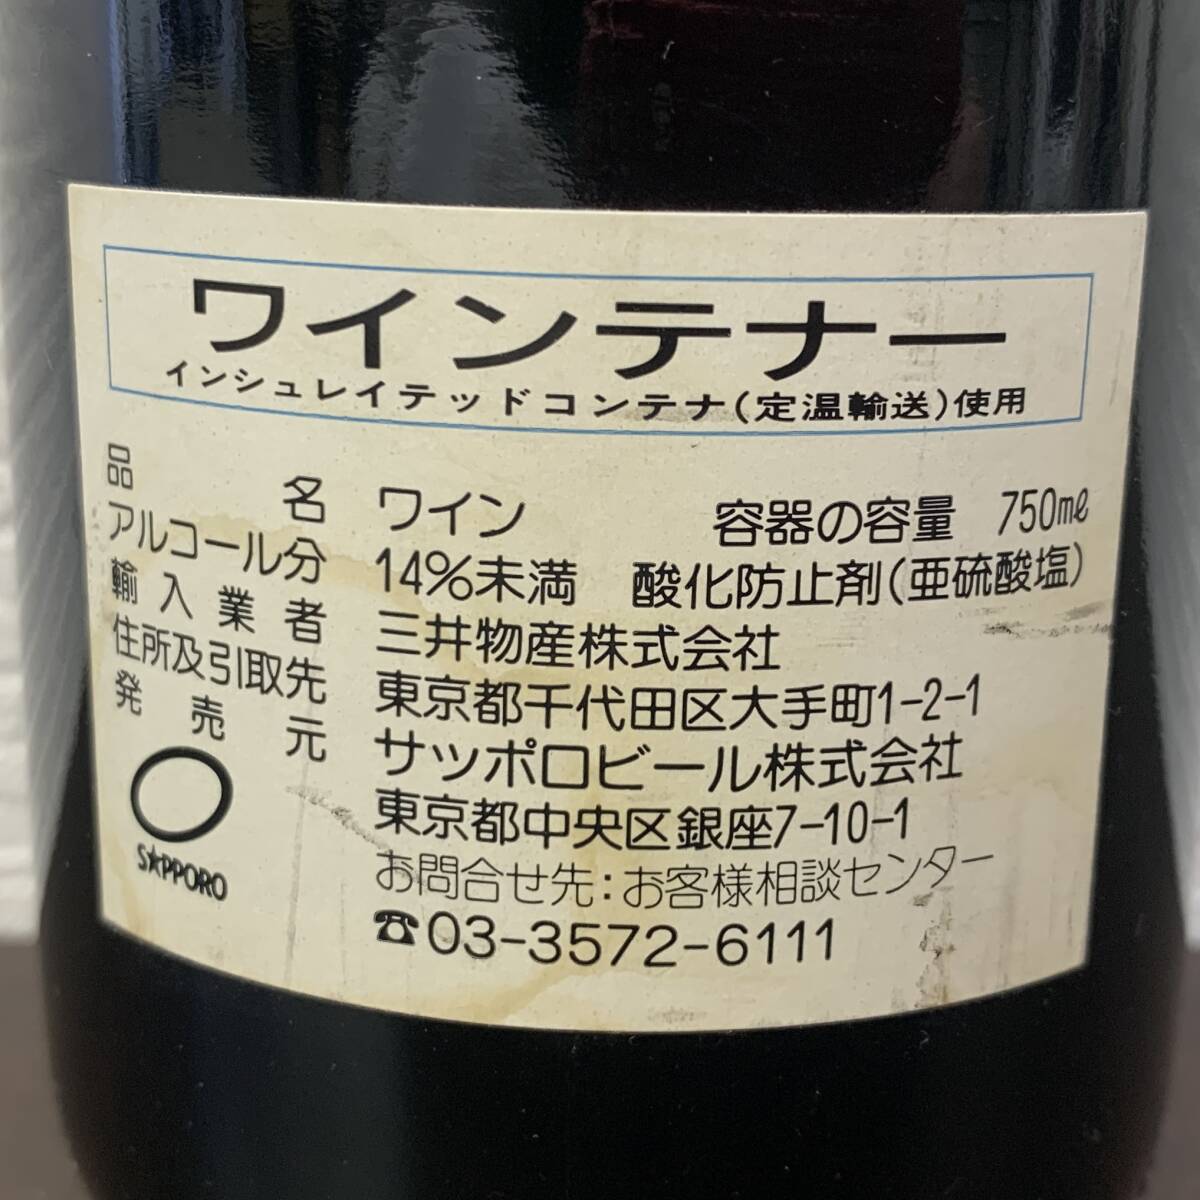 ワインテナー
インシュレイテッドコンテナ(定温輸送)使用
品名 ワイン 容器の容量 750mℓ
アルコール分 14%未満 酸化防止剤(亜硫酸塩)
輸入業者 三井物産株式会社
住所及引取先 東京都千代田区大手町1-2-1
発売元 サッポロビール株式会社
東京都中央区銀座7-10-1
お問合せ先:お客様相談センター
☎03-3572-6111
S★PPORO